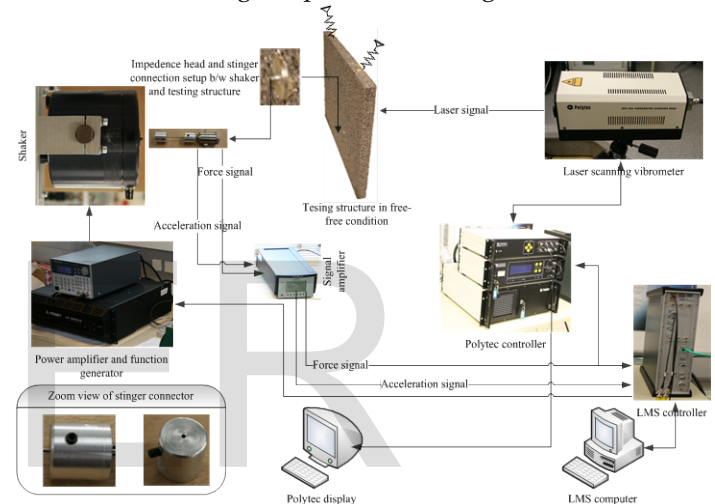 Impedence head and stinger
connection setup b/w shaker
and testing structure
Shaker
Laser signal
Polytec
Laser scanning vibrometer
Force signal
Acceleration signal
Tesing structure in free-
free condition
Signal
amplifier
Power amplifier and function
generator
Polytec controller
Force signal
Acceleration signal
LMS controller
Zoom view of stinger connector
Polytec display
LMS computer